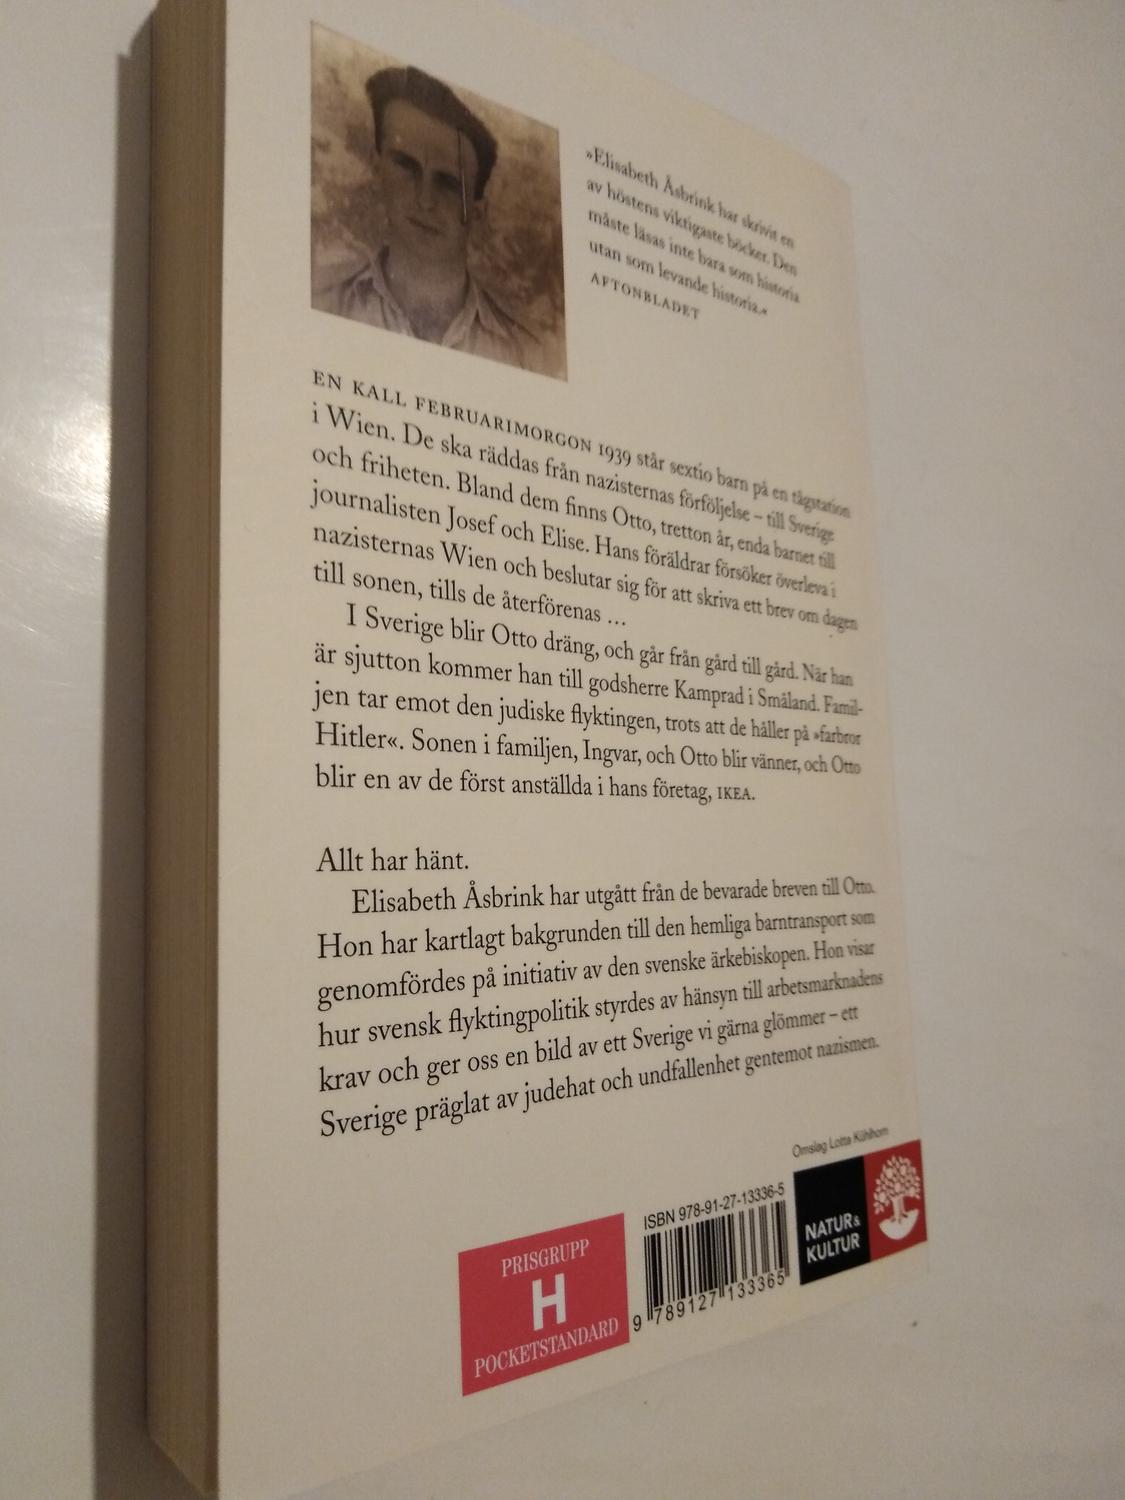 »Elisabeth Åsbrink har skrivit en
av höstens viktigaste böcker. Den
måste läsas inte bara som historia
utan som levande historia.«
AFTONBLADET
EN KALL FEBRUARIMORGON 1939 står sextio barn på en tågstation
i Wien. De ska räddas från nazisternas förföljelse – till Sverige
och friheten. Bland dem finns Otto, tretton år, enda barnet till
journalisten Josef och Elise. Hans föräldrar försöker överleva i
nazisternas Wien och beslutar sig för att skriva ett brev om dagen
till sonen, tills de återförenas ...
I Sverige blir Otto dräng, och går från gård till gård. När han
är sjutton kommer han till godsherre Kamprad i Småland. Famil-
jen tar emot den judiske flyktingen, trots att de håller på »farbror
Hitler«. Sonen i familjen, Ingvar, och Otto blir vänner, och Otto
blir en av de först anställda i hans företag, IKEA.
Allt har hänt.
Elisabeth Åsbrink har utgått från de bevarade breven till Otto.
Hon har kartlagt bakgrunden till den hemliga barntransport som
genomfördes på initiativ av den svenske ärkebiskopen. Hon visar
hur svensk flyktingpolitik styrdes av hänsyn till arbetsmarknadens
krav och ger oss en bild av ett Sverige vi gärna glömmer – ett
Sverige präglat av judehat och undfallenhet gentemot nazismen.
Omslag Lotta Kühlhorn
PRISGRUPP
H
POCKETSTANDARD
ISBN 978-91-27-13336-5
9 789127 133365
NATUR&
KULTUR